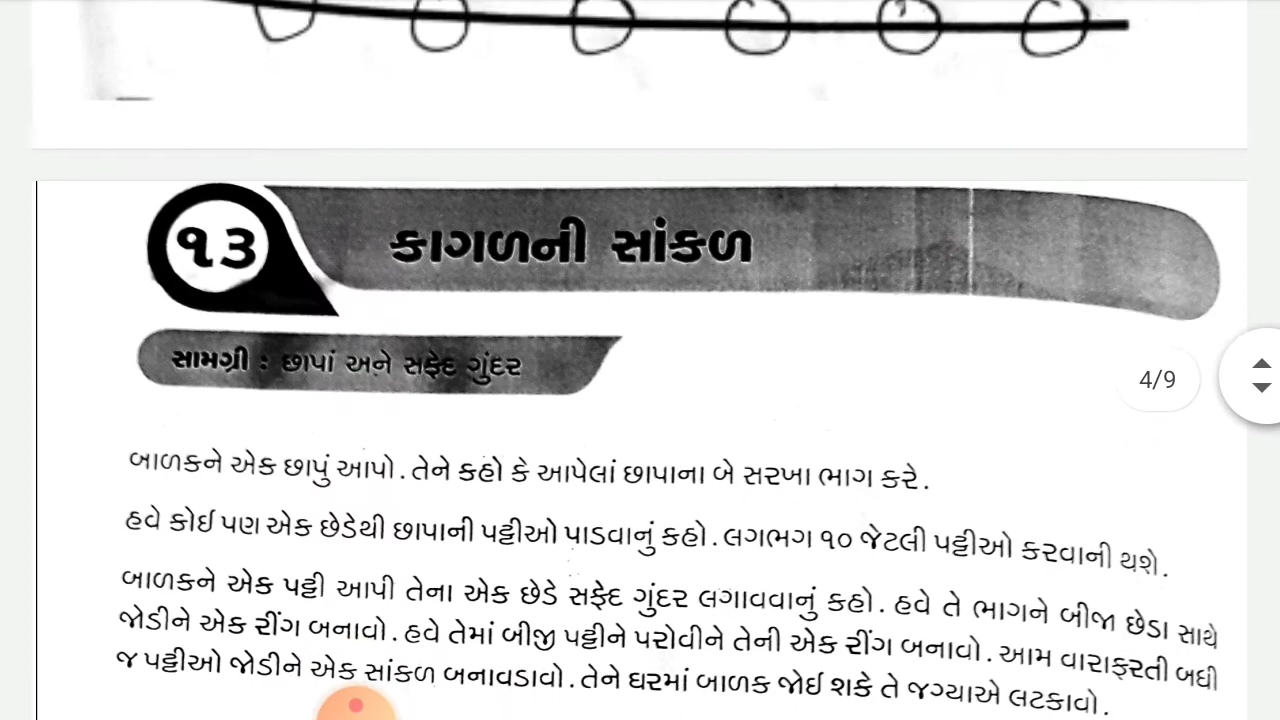 ૧૩
કાગળની સાંકળ
સામગ્રી : છાપાં અને સફેદ ગુંદર
4/9
બાળકને એક છાપું આપો. તેને કહો કે આપેલાં છાપાના બે સરખા ભાગ કરે.
હવે કોઈ પણ એક છેડેથી છાપાની પટ્ટીઓ પાડવાનું કહો. લગભગ ૧૦ જેટલી પટ્ટીઓ કરવાની થશે.
બાળકને એક પટ્ટી આપી તેના એક છેડે સફેદ ગુંદર લગાવવાનું કહો. હવે તે ભાગને બીજા છેડા સાથે
જોડીને એક રીંગ બનાવો. હવે તેમાં બીજી પટ્ટીને પરોવીને તેની એક રીંગ બનાવો. આમ વારાફરતી બધી
જ પટ્ટીઓ જોડીને એક સાંકળ બનાવડાવો. તેને ઘરમાં બાળક જોઈ શકે તે જગ્યાએ લટકાવો.